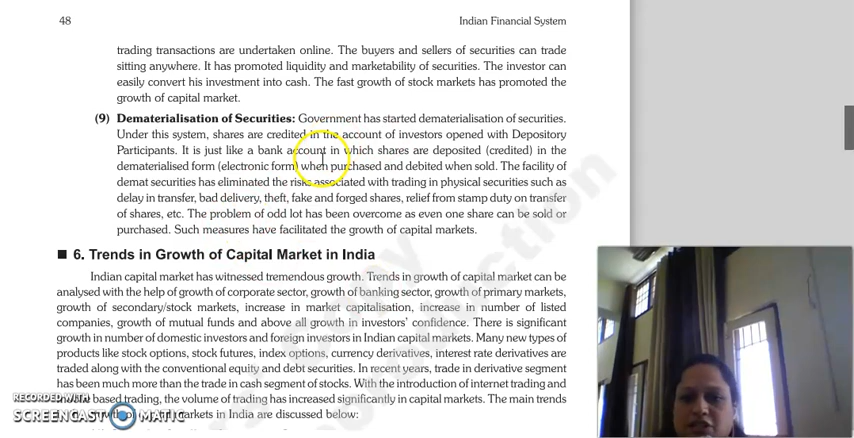 48 Indian Financial System
trading transactions are undertaken online. The buyers and sellers of securities can trade
sitting anywhere. It has promoted liquidity and marketability of securities. The investor can
easily convert his investment into cash. The fast growth of stock markets has promoted the
growth of capital market.
(9) Dematerialisation of Securities: Government has started dematerialisation of securities.
Under this system, shares are credited in the account of investors opened with Depository
Participants. It is just like a bank account in which shares are deposited (credited) in the
dematerialised form (electronic form) when purchased and debited when sold. The facility of
demat securities has eliminated the risks associated with trading in physical securities such as
delay in transfer, bad delivery, theft, fake and forged shares, relief from stamp duty on transfer
of shares, etc. The problem of odd lot has been overcome as even one share can be sold or
purchased. Such measures have facilitated the growth of capital markets.
■ 6. Trends in Growth of Capital Market in India
Indian capital market has witnessed tremendous growth. Trends in growth of capital market can be
analysed with the help of growth of corporate sector, growth of banking sector, growth of primary markets,
growth of secondary/stock markets, increase in market capitalisation, increase in number of listed
companies, growth of mutual funds and above all growth in investors' confidence. There is significant
growth in number of domestic investors and foreign investors in Indian capital markets. Many new types of
products like stock options, stock futures, index options, currency derivatives, interest rate derivatives are
traded along with the conventional equity and debt securities. In recent years, trade in derivative segment
has been much more than the trade in cash segment of stocks. With the introduction of internet trading and
based trading, the volume of trading has increased significantly in capital markets. The main trends
markets in India are discussed below:
RECORDED WITH
SCREENCAST MATIC